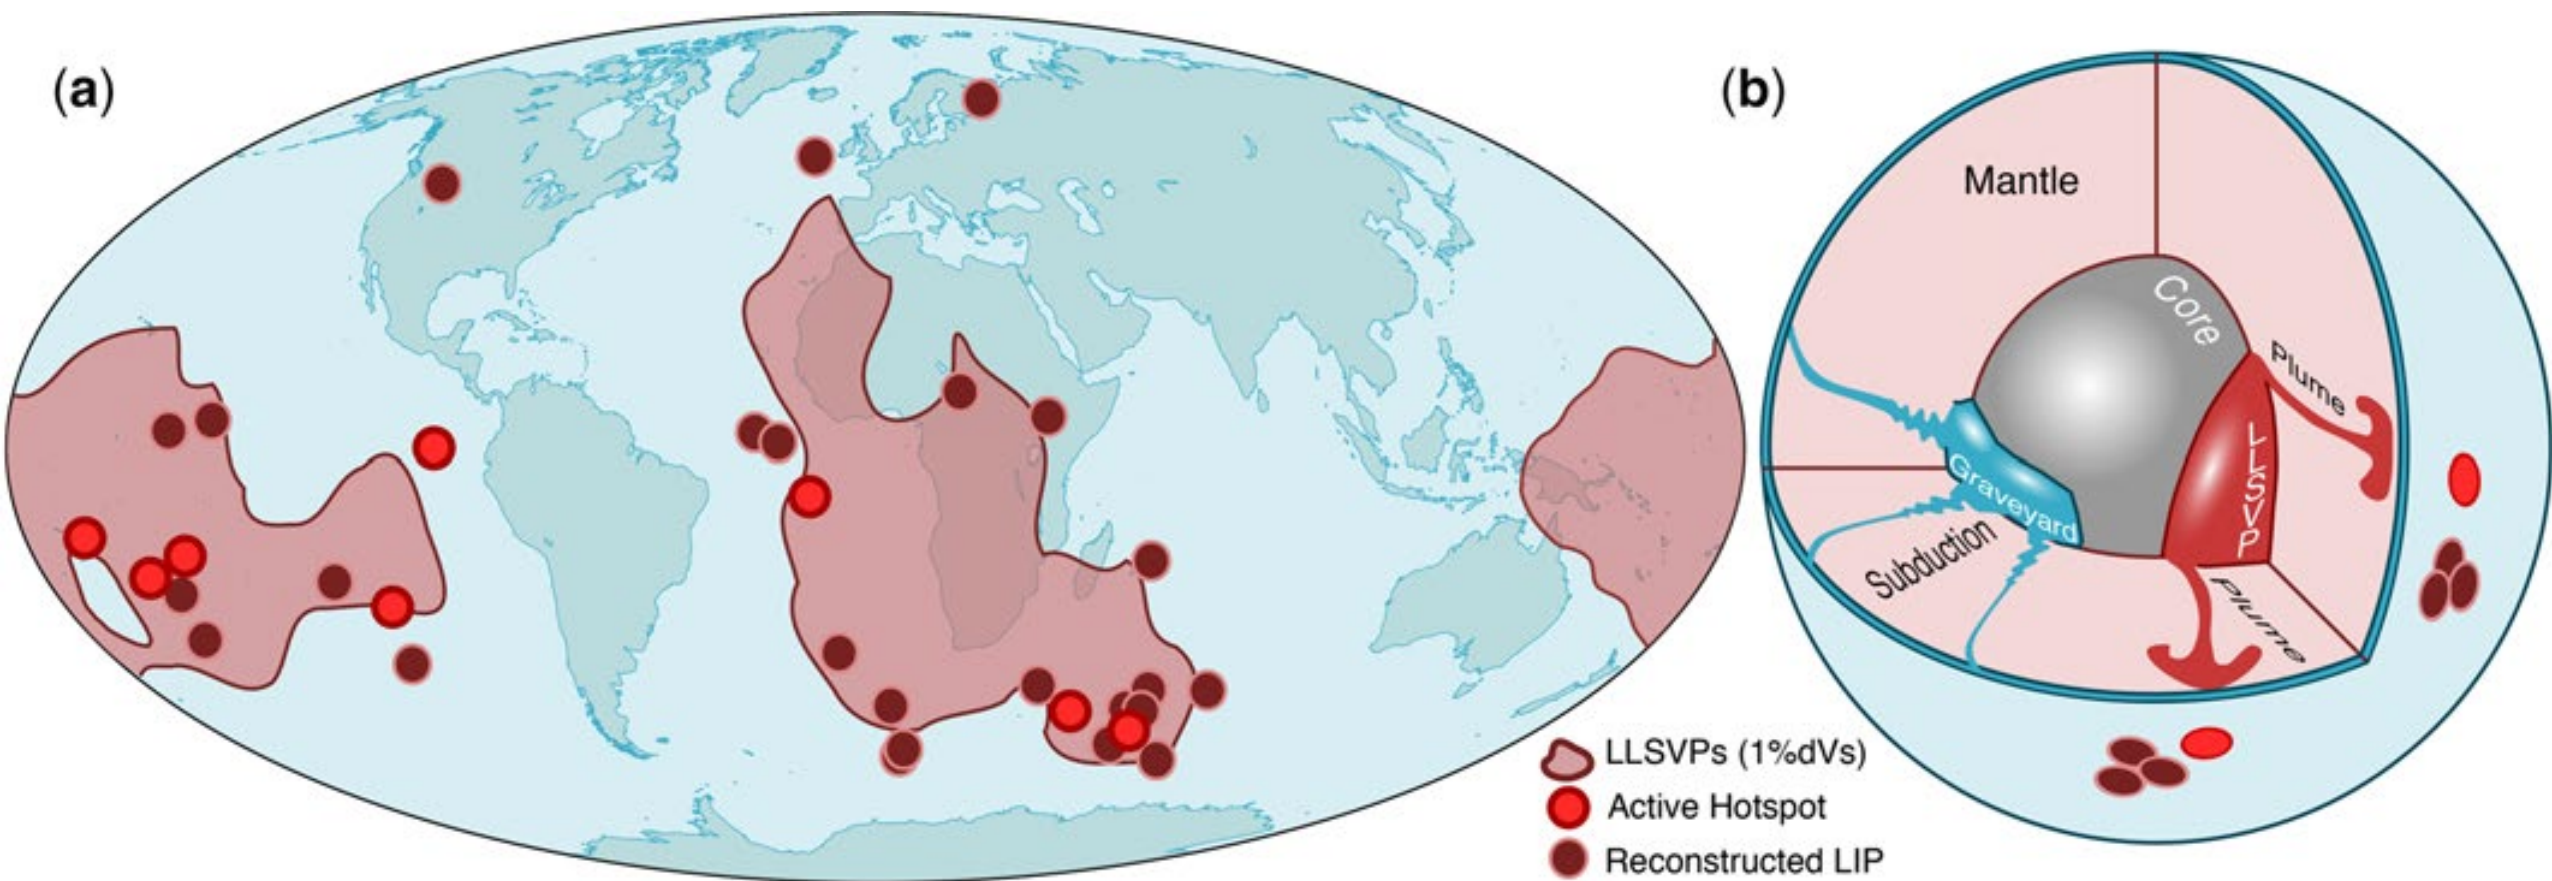 (a)
LLSVPs (1%dVs)
Active Hotspot
Reconstructed LIP
(b)
Mantle
Core
Plume
LLSVP
Graveyard
Subduction
Plume